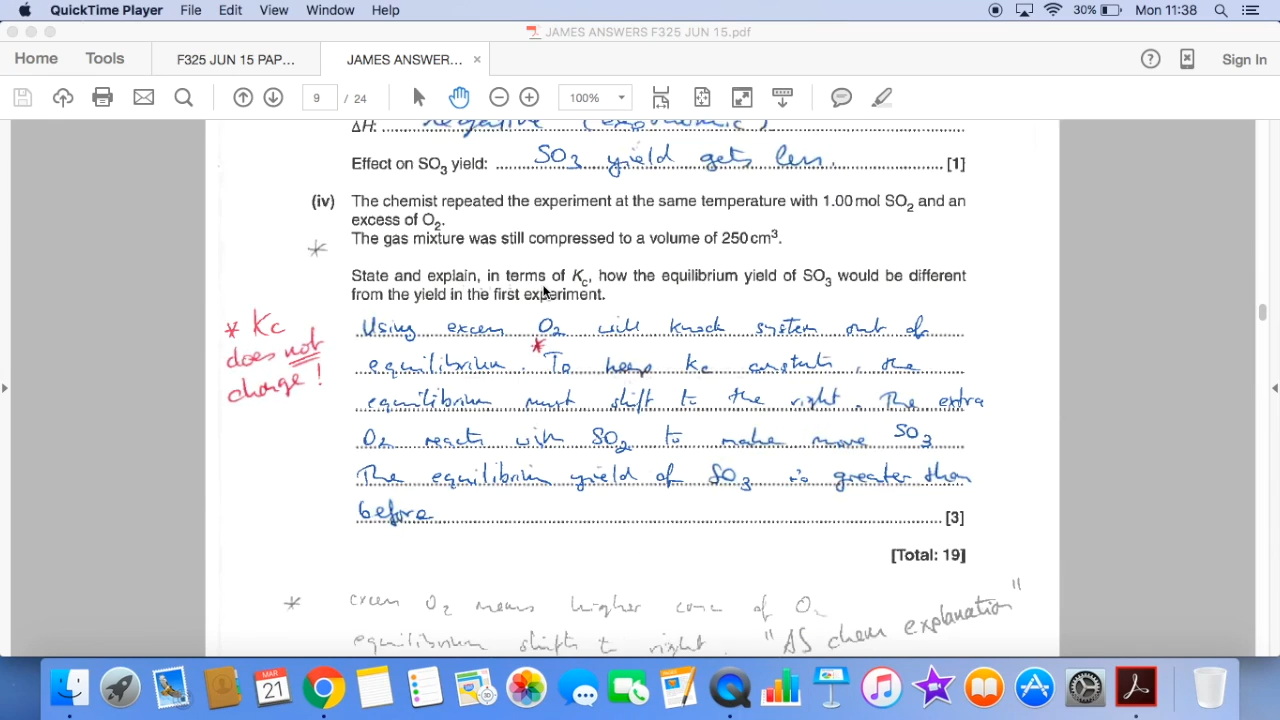 QuickTime Player File Edit View Window Help 30% Mon 11:38
JAMES ANSWERS F325 JUN 15.pdf
Home Tools F325 JUN 15 PAP... JAMES ANSWER... × Sign In
9 / 24 100%
ΔH: negative (exothermic)
Effect on SO3 yield: SO3 yield gets less. [1]
(iv) The chemist repeated the experiment at the same temperature with 1.00 mol SO2 and an
excess of O2.
* The gas mixture was still compressed to a volume of 250 cm³.
State and explain, in terms of Kc, how the equilibrium yield of SO3 would be different
from the yield in the first experiment.
Using excess O2 will knock system out of
* Kc does not change!
equilibrium. * To keep Kc constant, the
equilibrium must shift to the right. The extra
O2 reacts with SO2 to make more SO3
The equilibrium yield of SO3 is greater than
before [3]
[Total: 19]
* excess O2 means higher conc of O2
equilibrium shifts to right. "AS chem explanation"
MAR
21